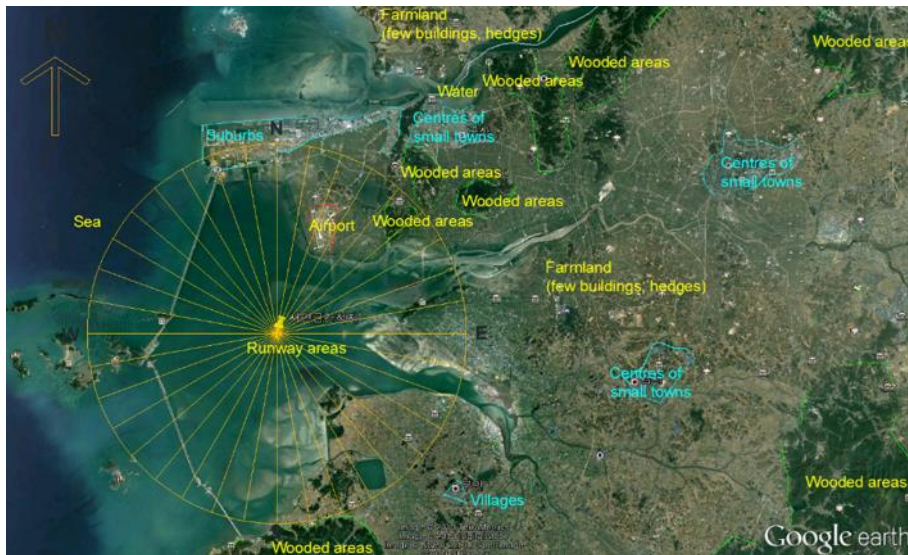 Farmland
(few buildings, hedges)
Wooded areas
Wooded areas
Wooded areas
N
Water
Suburbs
N
Centres of
small towns
Centres of
small towns
Wooded areas
Wooded areas
Sea
Airport
Wooded areas
Farmland
(few buildings, hedges)
W
E
Runway areas
Centres of
small towns
Wooded areas
Villages
Wooded areas
Google earth